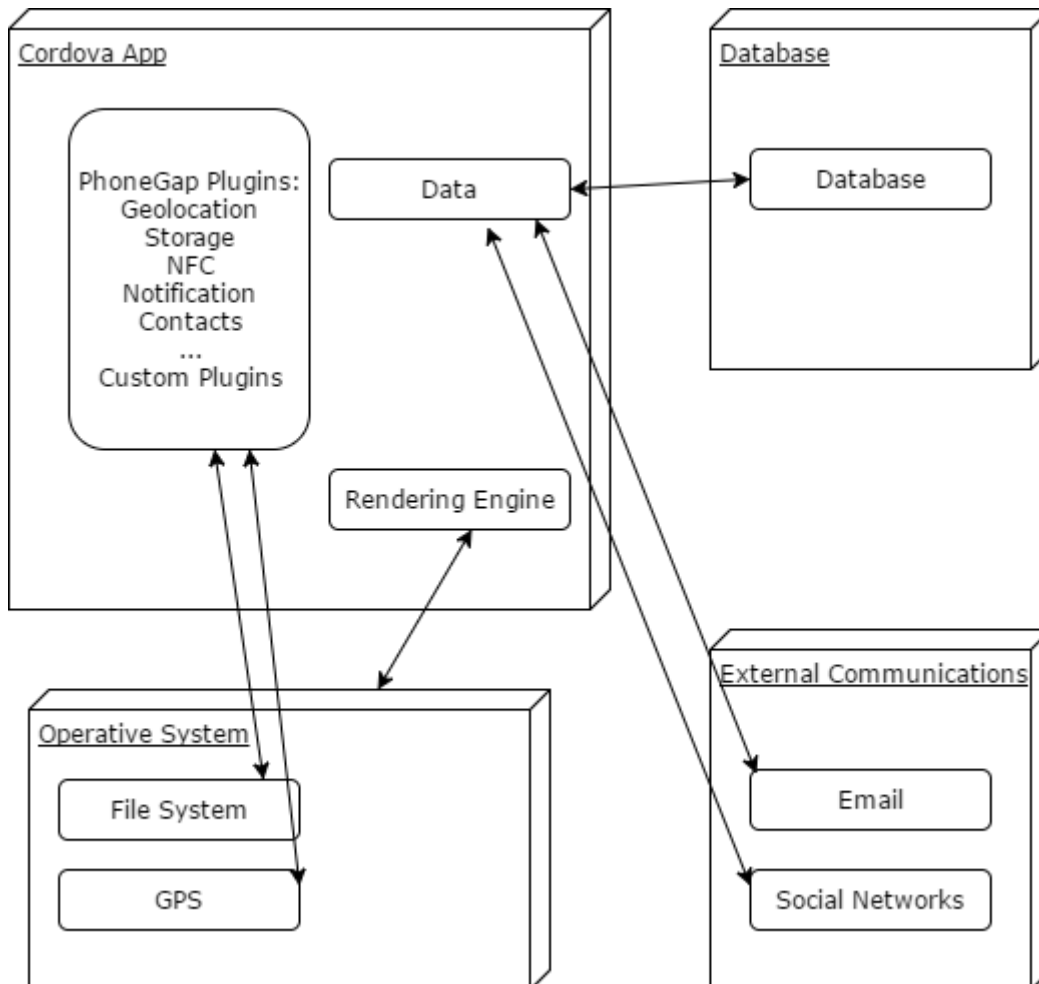 Cordova App
PhoneGap Plugins:
Geolocation
Storage
NFC
Notification
Contacts
...
Custom Plugins
Data
Rendering Engine
Database
Database
Operative System
File System
GPS
External Communications
Email
Social Networks